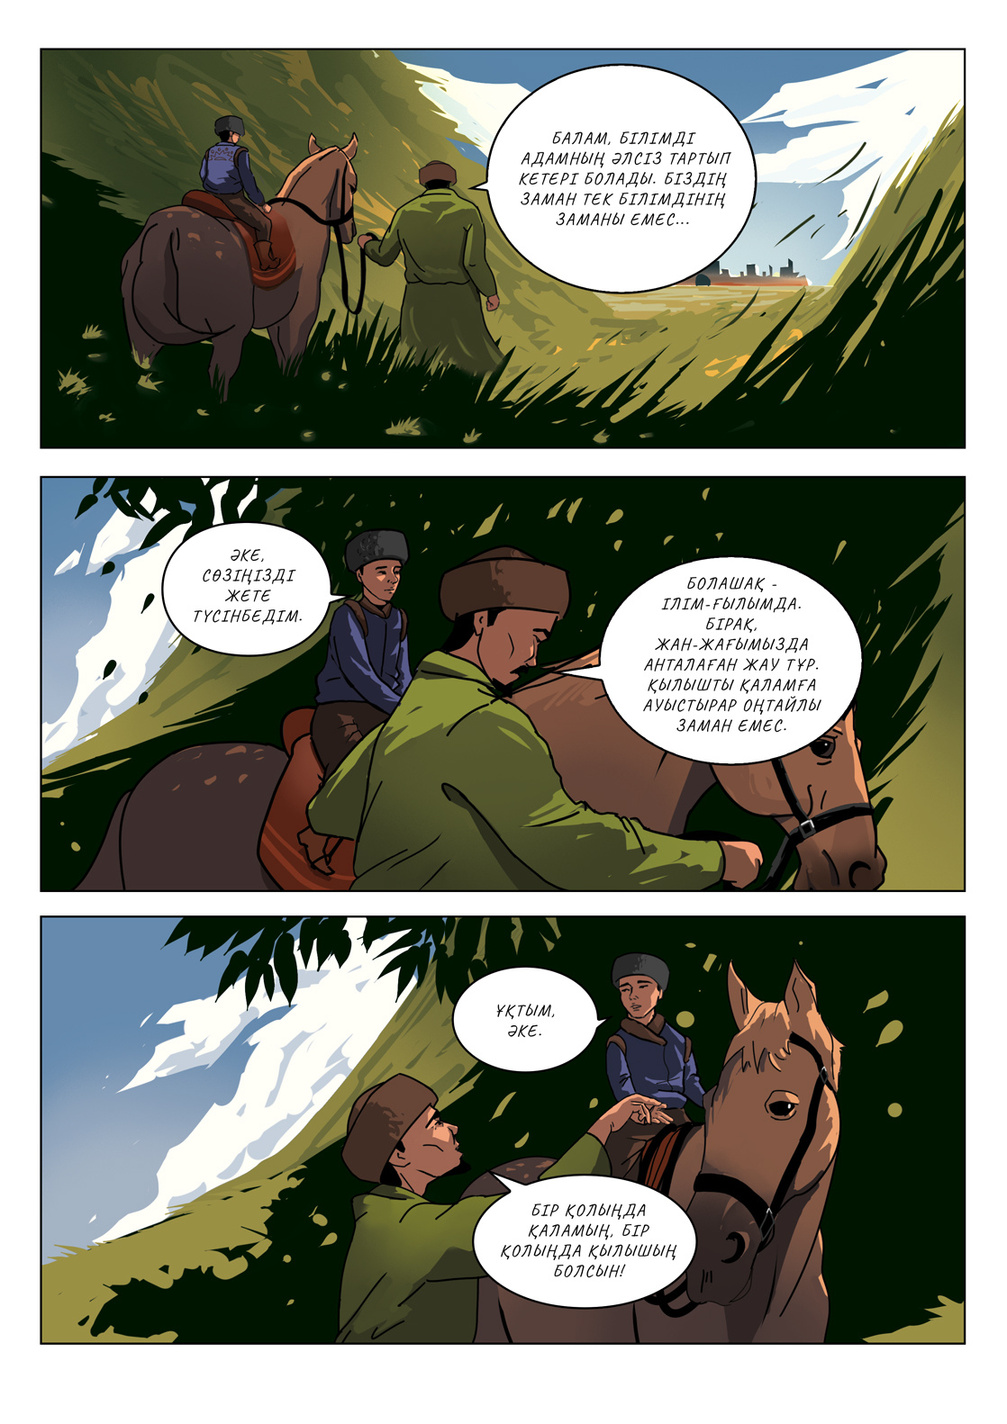 БАЛАМ, БІЛІМДІ
АДАМНЫҢ ӘЛСІЗ ТАРТЫП
КЕТЕРІ БОЛАДЫ. БІЗДІҢ
ЗАМАН ТЕК БІЛІМДІНІҢ
ЗАМАНЫ ЕМЕС...
ӘКЕ,
СӨЗІҢІЗДІ
ЖЕТЕ
ТҮСІНБЕДІМ.
БОЛАШАҚ -
ІЛІМ-ҒЫЛЫМДА.
БІРАҚ,
ЖАН-ЖАҒЫМЫЗДА
АНТАЛАҒАН ЖАУ ТҰР.
ҚЫЛЫШТЫ ҚАЛАМҒА
АУЫСТЫРАР ОҢТАЙЛЫ
ЗАМАН ЕМЕС.
ҰҚТЫМ,
ӘКЕ.
БІР ҚОЛЫҢДА
ҚАЛАМЫҢ, БІР
ҚОЛЫҢДА ҚЫЛЫШЫҢ
БОЛСЫН!